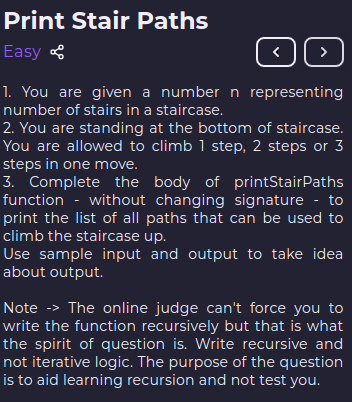 Print Stair Paths
Easy
1. You are given a number n representing
number of stairs in a staircase.
2. You are standing at the bottom of staircase.
You are allowed to climb 1 step, 2 steps or 3
steps in one move.
3. Complete the body of printStairPaths
function - without changing signature - to
print the list of all paths that can be used to
climb the staircase up.
Use sample input and output to take idea
about output.
Note -> The online judge can't force you to
write the function recursively but that is what
the spirit of question is. Write recursive and
not iterative logic. The purpose of the question
is to aid learning recursion and not test you.